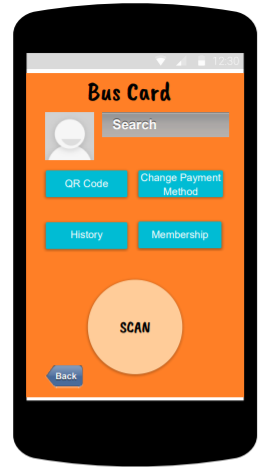 12:30
Bus Card
Search
QR Code
Change Payment
Method
History
Membership
SCAN
Back